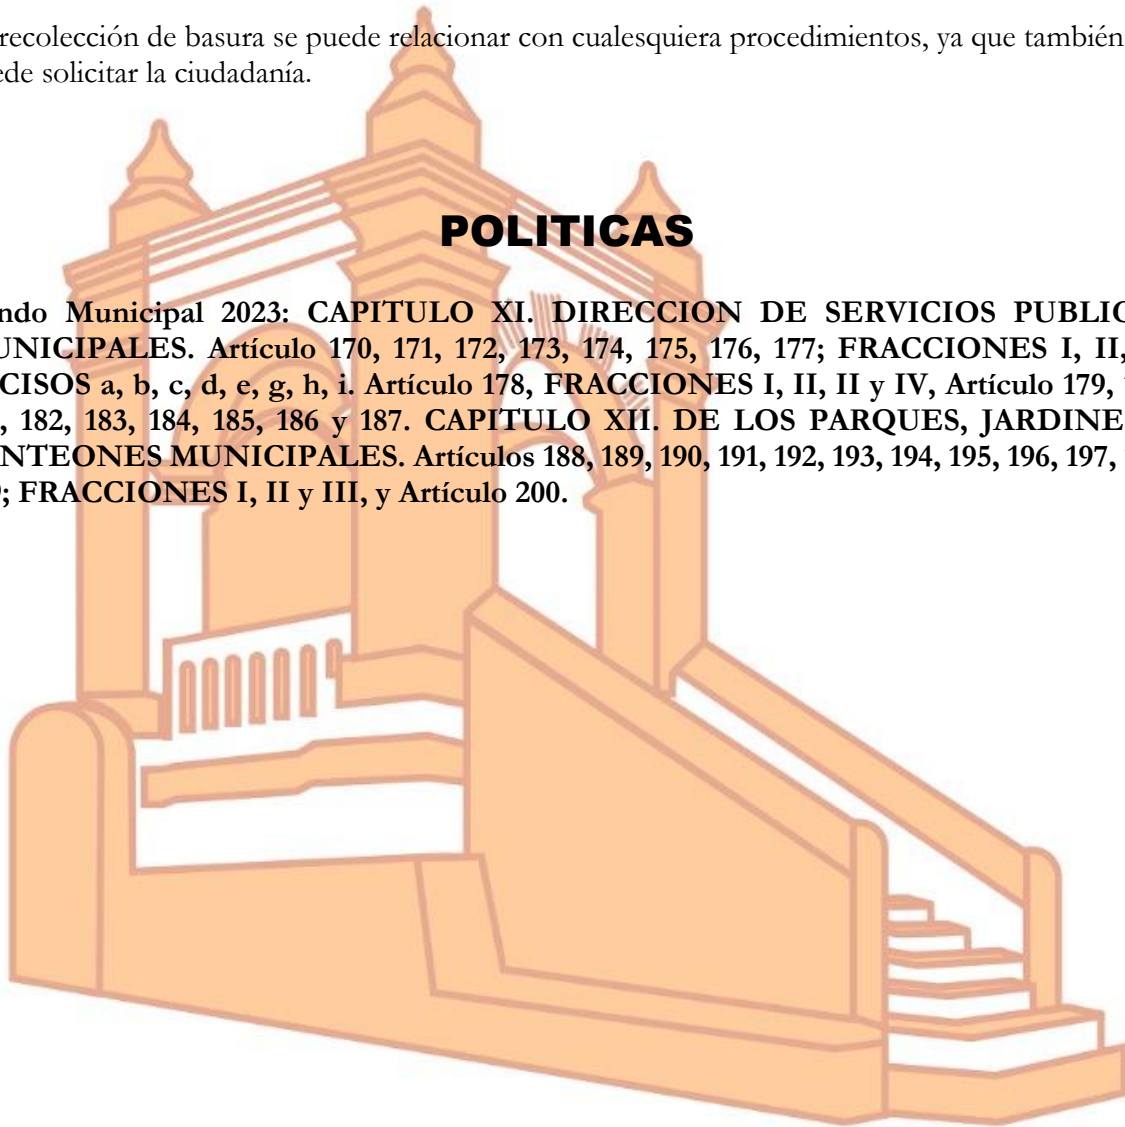 recolección de basura se puede relacionar con cualesquiera procedimientos, ya que también
ede solicitar la ciudadanía.
POLITICAS
ndo Municipal 2023: CAPITULO XI. DIRECCION DE SERVICIOS PUBLIC
UNICIPALES. Artículo 170, 171, 172, 173, 174, 175, 176, 177; FRACCIONES I, II,
CISOS a, b, c, d, e, g, h, i. Artículo 178, FRACCIONES I, II, II y IV, Artículo 179,
, 182, 183, 184, 185, 186 y 187. CAPITULO XII. DE LOS PARQUES, JARDINE
NTEONES MUNICIPALES. Artículos 188, 189, 190, 191, 192, 193, 194, 195, 196, 197,
; FRACCIONES I, II y III, y Artículo 200.